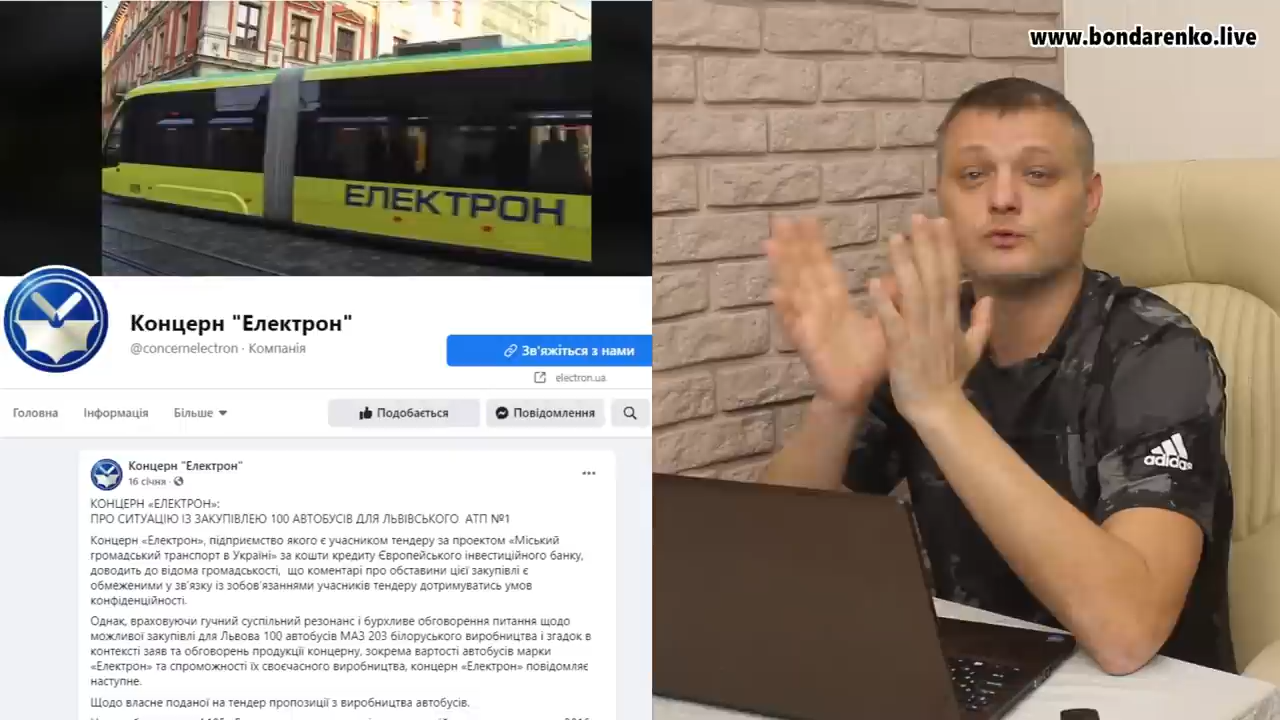 ЕЛЕКТРОН
www.bondarenko.live
Концерн "Електрон"
@concernelectron · Компанія
Зв'яжіться з нами
electron.ua
Головна
Інформація
Більше
Подобається
Повідомлення
Концерн "Електрон"
16 січня ·
КОНЦЕРН «ЕЛЕКТРОН»:
ПРО СИТУАЦІЮ ІЗ ЗАКУПІВЛЕЮ 100 АВТОБУСІВ ДЛЯ ЛЬВІВСЬКОГО АТП №1
Концерн «Електрон», підприємство якого є учасником тендеру за проектом «Міський
громадський транспорт в Україні» за кошти кредиту Європейського інвестиційного банку,
доводить до відома громадськості, що коментарі про обставини цієї закупівлі є
обмеженими у зв'язку із зобов'язаннями учасників тендеру дотримуватись умов
конфіденційності.
Однак, враховуючи гучний суспільний резонанс і бурхливе обговорення питання щодо
можливої закупівлі для Львова 100 автобусів МАЗ 203 білоруського виробництва і згадок в
контексті заяв та обговорень продукції концерну, зокрема вартості автобусів марки
«Електрон» та спроможності їх своєчасного виробництва, концерн «Електрон» повідомляє
наступне.
Щодо власне поданої на тендер пропозиції з виробництва автобусів.
adidas